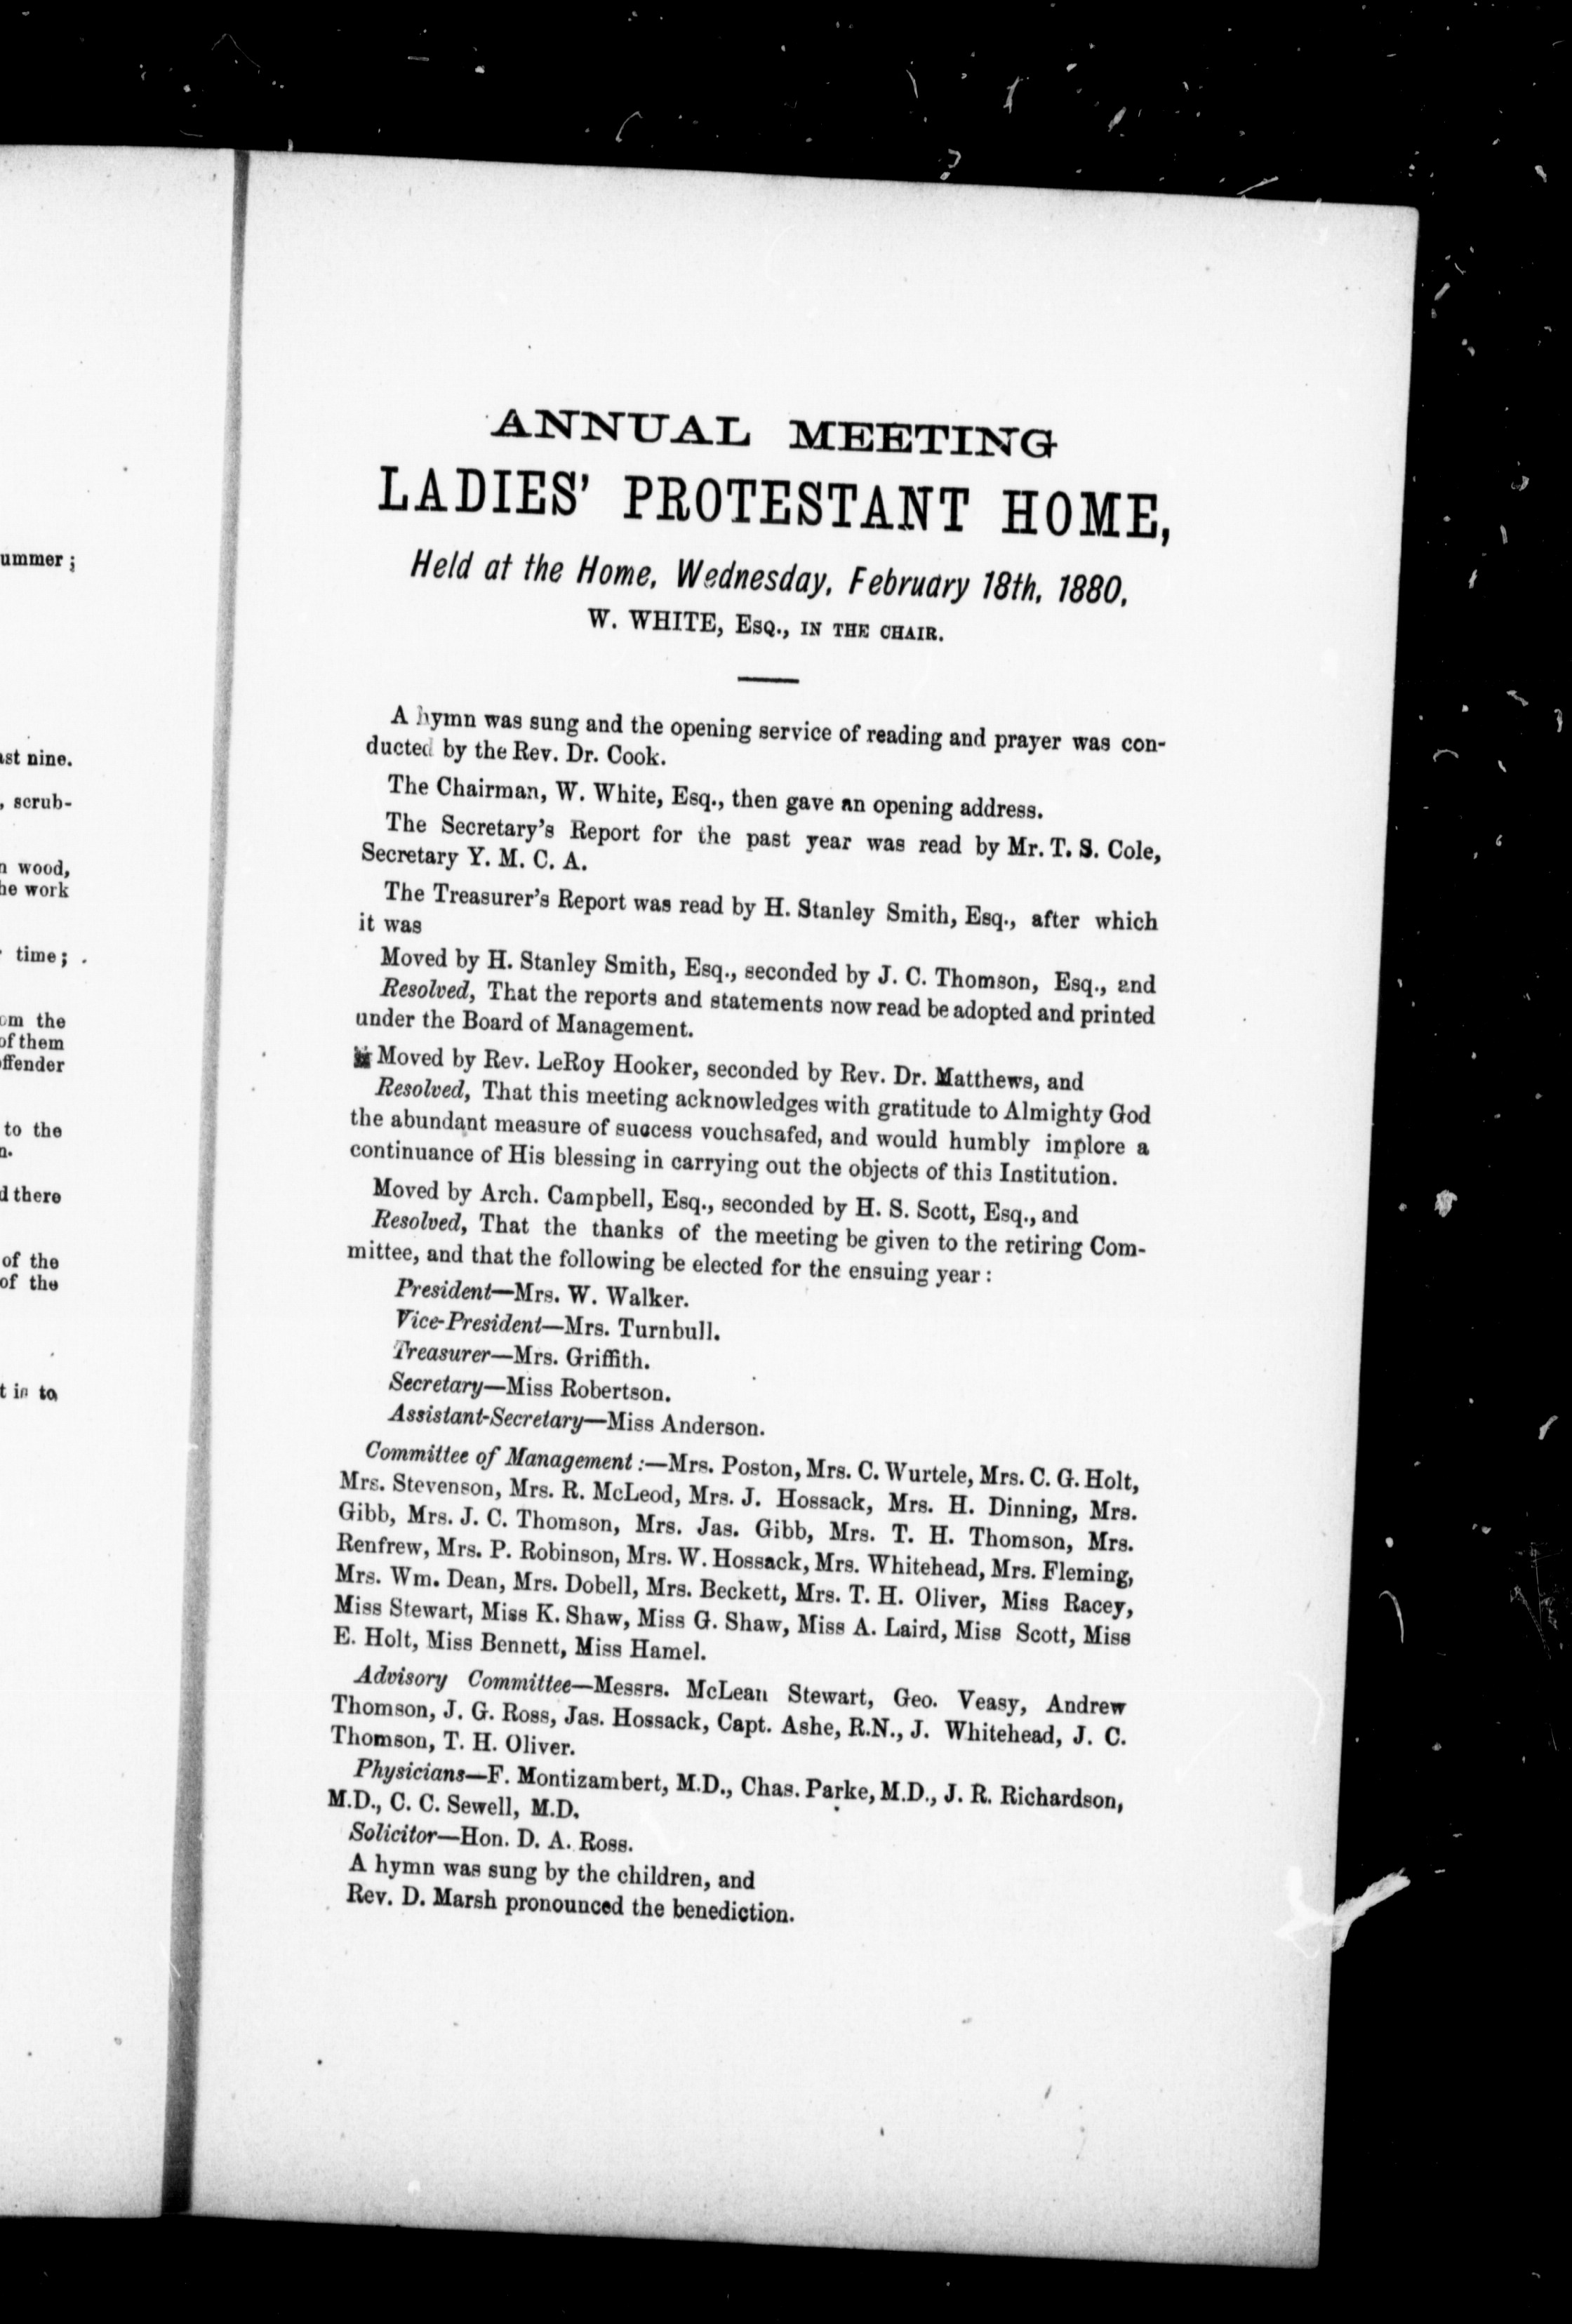 ummer ;
ast nine.
, scrub-
n wood,
he work
time ;
om the
of them
offender
to the
n.
d there
of the
of the
t in to
ANNUAL MEETING
LADIES' PROTESTANT HOME,
Held at the Home, Wednesday, February 18th, 1880,
W. WHITE, Esq., IN THE CHAIR.
A hymn was sung and the opening service of reading and prayer was con-
ducted by the Rev. Dr. Cook.
The Chairman, W. White, Esq., then gave an opening address.
The Secretary's Report for the past year was read by Mr. T. S. Cole,
Secretary Y. M. C. A.
The Treasurer's Report was read by H. Stanley Smith, Esq., after which
it was
Moved by H. Stanley Smith, Esq., seconded by J. C. Thomson, Esq., and
Resolved, That the reports and statements now read be adopted and printed
under the Board of Management.
Moved by Rev. LeRoy Hooker, seconded by Rev. Dr. Matthews, and
Resolved, That this meeting acknowledges with gratitude to Almighty God
the abundant measure of success vouchsafed, and would humbly implore a
continuance of His blessing in carrying out the objects of this Institution.
Moved by Arch. Campbell, Esq., seconded by H. S. Scott, Esq., and
Resolved, That the thanks of the meeting be given to the retiring Com-
mittee, and that the following be elected for the ensuing year :
President—Mrs. W. Walker.
Vice-President—Mrs. Turnbull.
Treasurer—Mrs. Griffith.
Secretary—Miss Robertson.
Assistant-Secretary—Miss Anderson.
Committee of Management :—Mrs. Poston, Mrs. C. Wurtele, Mrs. C. G. Holt,
Mrs. Stevenson, Mrs. R. McLeod, Mrs. J. Hossack, Mrs. H. Dinning, Mrs.
Gibb, Mrs. J. C. Thomson, Mrs. Jas. Gibb, Mrs. T. H. Thomson, Mrs.
Renfrew, Mrs. P. Robinson, Mrs. W. Hossack, Mrs. Whitehead, Mrs. Fleming,
Mrs. Wm. Dean, Mrs. Dobell, Mrs. Beckett, Mrs. T. H. Oliver, Miss Racey,
Miss Stewart, Miss K. Shaw, Miss G. Shaw, Miss A. Laird, Miss Scott, Miss
E. Holt, Miss Bennett, Miss Hamel.
Advisory Committee—Messrs. McLean Stewart, Geo. Veasy, Andrew
Thomson, J. G. Ross, Jas. Hossack, Capt. Ashe, R.N., J. Whitehead, J. C.
Thomson, T. H. Oliver.
Physicians—F. Montizambert, M.D., Chas. Parke, M.D., J. R. Richardson,
M.D., C. C. Sewell, M.D.
Solicitor—Hon. D. A. Ross.
A hymn was sung by the children, and
Rev. D. Marsh pronounced the benediction.